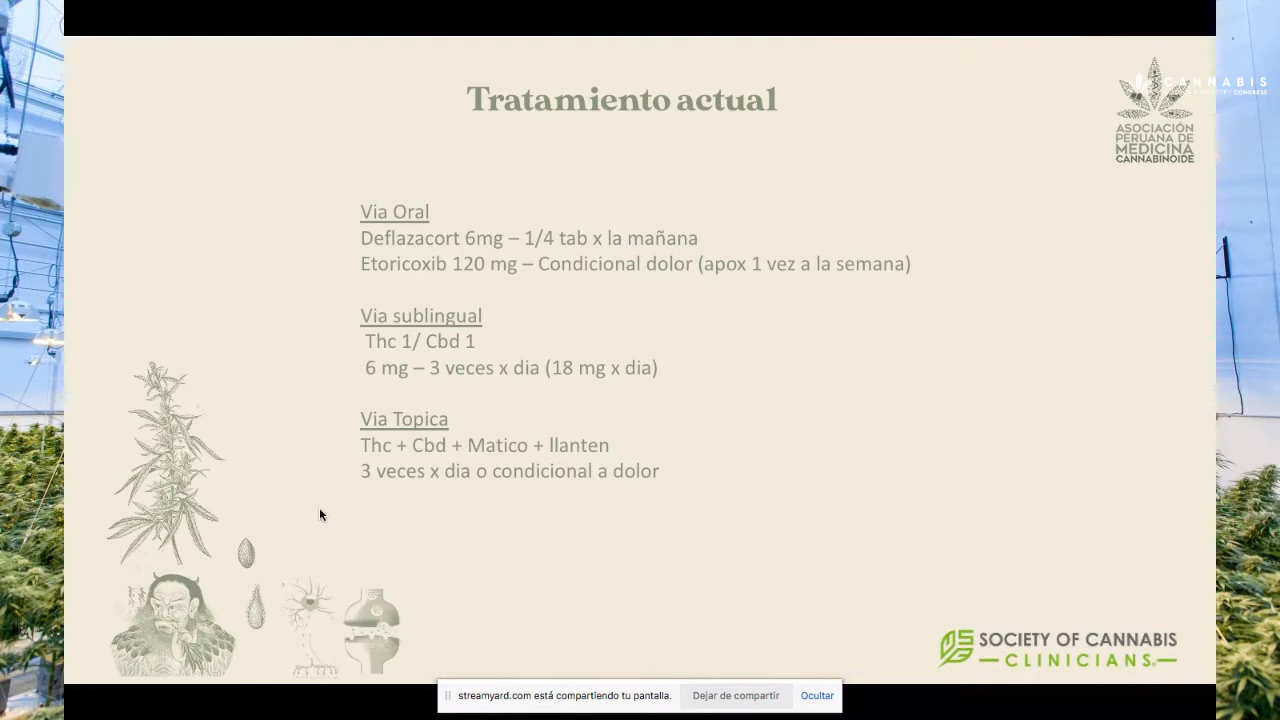 Tratamiento actual
CANNABIS
CONGRESS
ASOCIACIÓN
PERUANA DE
MEDICINA
CANNABINOIDE
Via Oral
Deflazacort 6mg – 1/4 tab x la mañana
Etoricoxib 120 mg – Condicional dolor (apox 1 vez a la semana)
Via sublingual
Thc 1/ Cbd 1
6 mg – 3 veces x dia (18 mg x dia)
Via Topica
Thc + Cbd + Matico + llanten
3 veces x dia o condicional a dolor
SOCIETY OF CANNABIS
CLINICIANS
streamyard.com está compartiendo tu pantalla.
Dejar de compartir
Ocultar